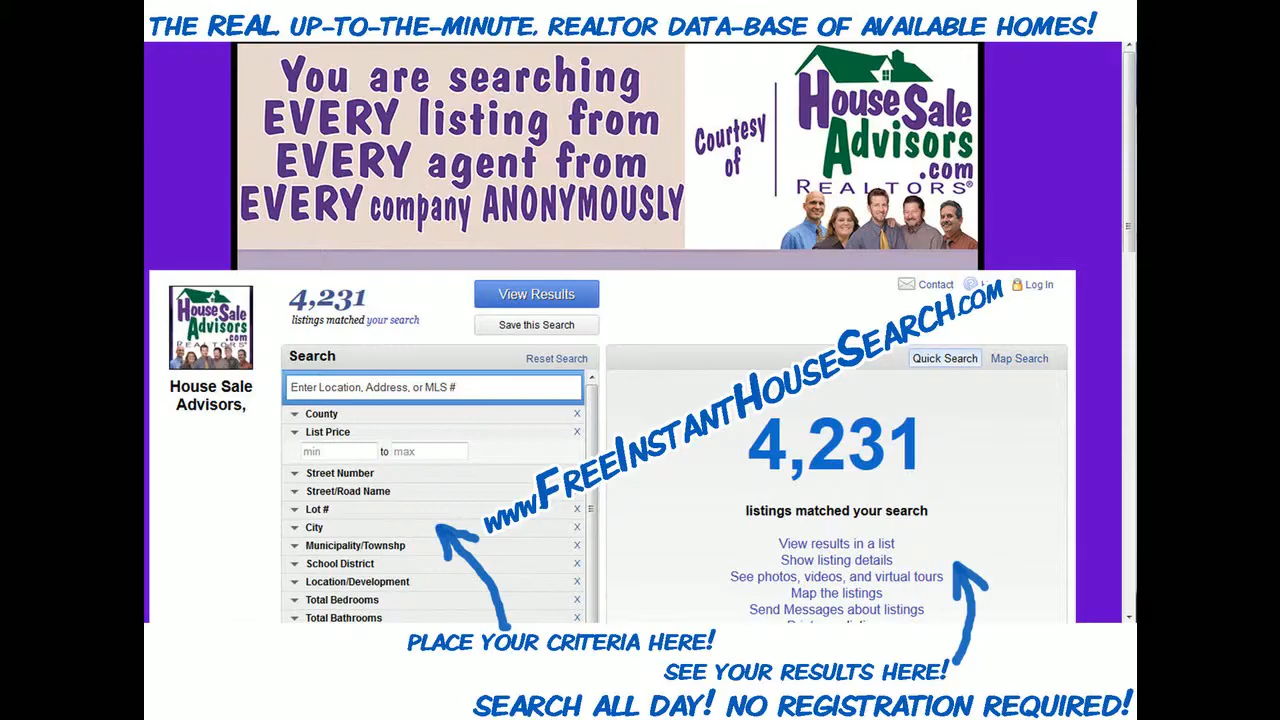 THE REAL, UP-TO-THE-MINUTE, REALTOR DATA-BASE OF AVAILABLE HOMES!
You are searching
EVERY listing from
EVERY agent from
EVERY company ANONYMOUSLY
Courtesy
of
House Sale
Advisors
.com
REALTORS®
House Sale
Advisors
.com
REALTORS
House Sale
Advisors,
4,231
listings matched your search
View Results
Save this Search
Contact
Log In
Search
Reset Search
Quick Search
Map Search
Enter Location, Address, or MLS #
County X
List Price X
min to max
Street Number
Street/Road Name
Lot # X
City X
Municipality/Townshp X
School District X
Location/Development X
Total Bedrooms X
Total Bathrooms X
www.FreeInstantHouseSearch.com
4,231
listings matched your search
View results in a list
Show listing details
See photos, videos, and virtual tours
Map the listings
Send Messages about listings
PLACE YOUR CRITERIA HERE!
SEE YOUR RESULTS HERE!
SEARCH ALL DAY! NO REGISTRATION REQUIRED!